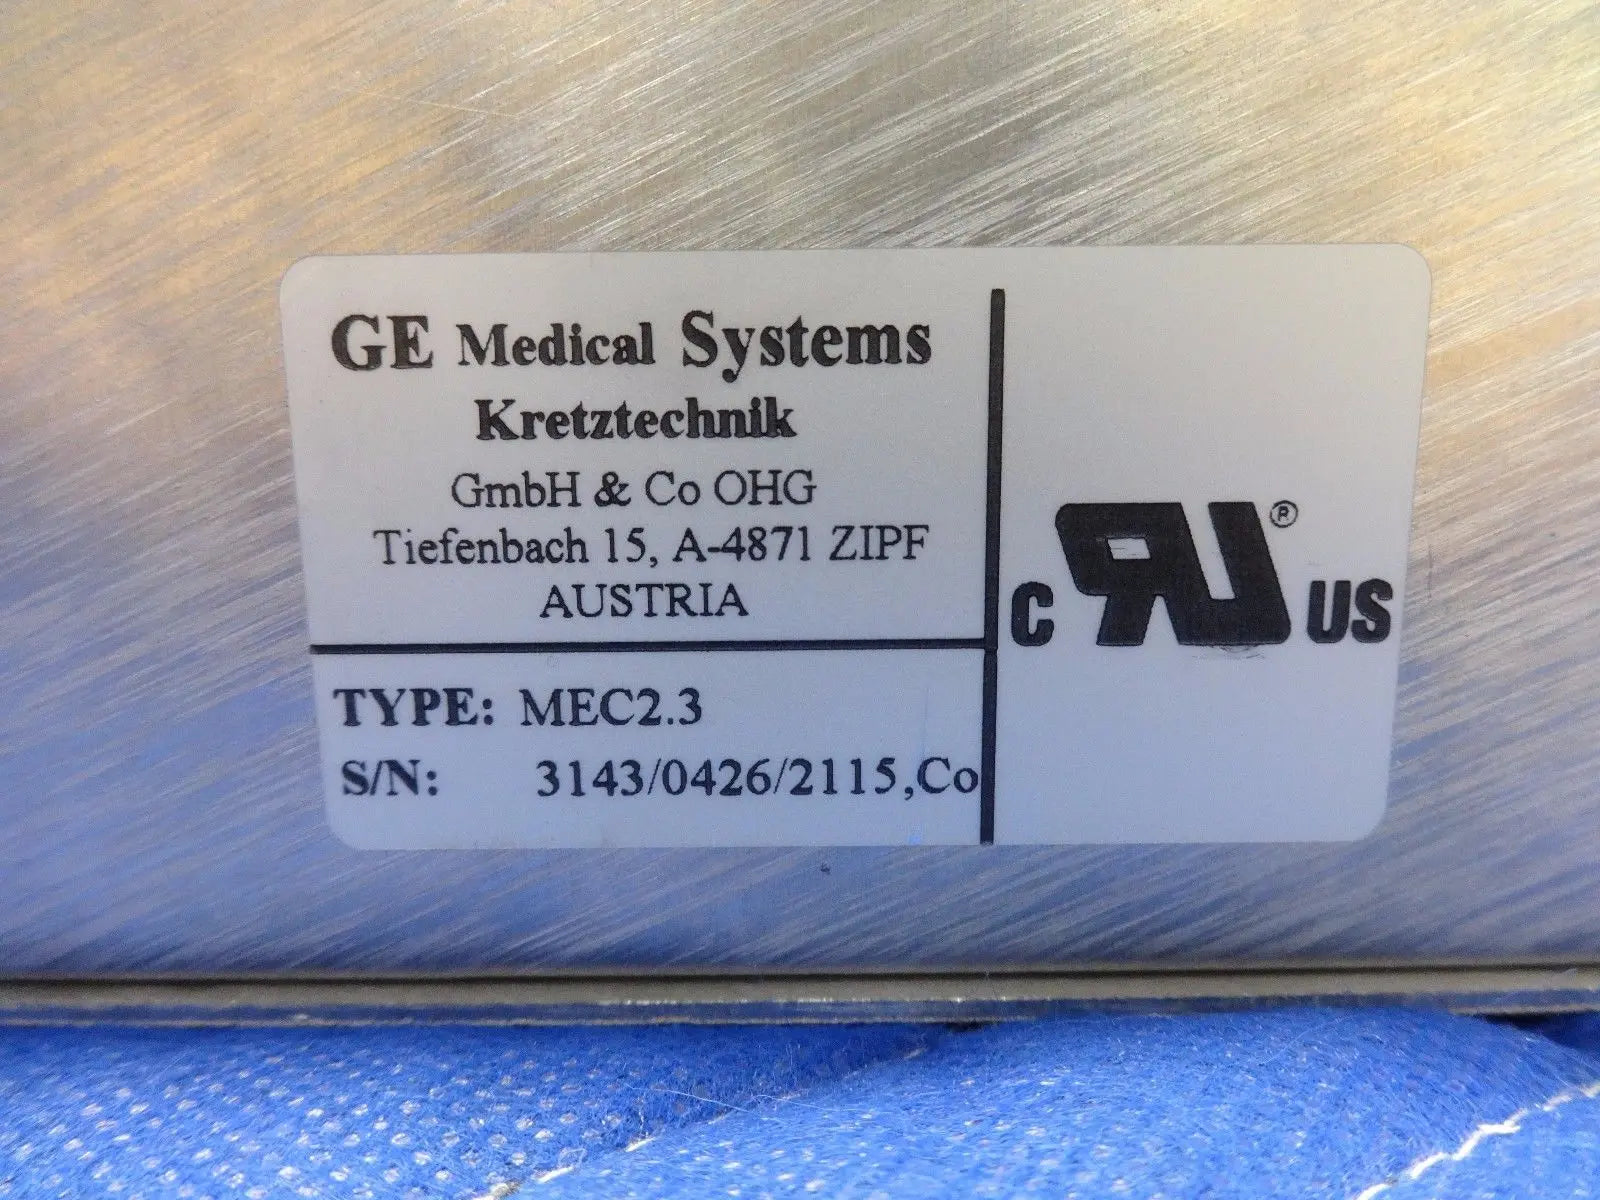 GE Medical Systems
Kretztechnik
GmbH & Co OHG
Tiefenbach 15, A-4871 ZIPF
AUSTRIA
TYPE: MEC2.3
S/N: 3143/0426/2115,Co
C RU® US